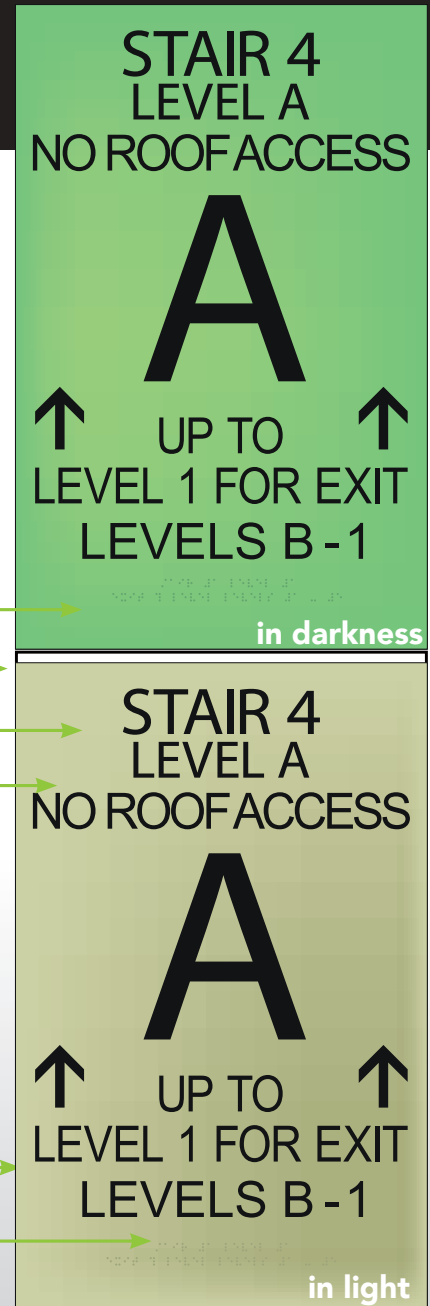 STAIR 4
LEVEL A
NO ROOF ACCESS
A
UP TO
LEVEL 1 FOR EXIT
LEVELS B - 1
in darkness
STAIR 4
LEVEL A
NO ROOF ACCESS
A
UP TO
LEVEL 1 FOR EXIT
LEVELS B - 1
in light